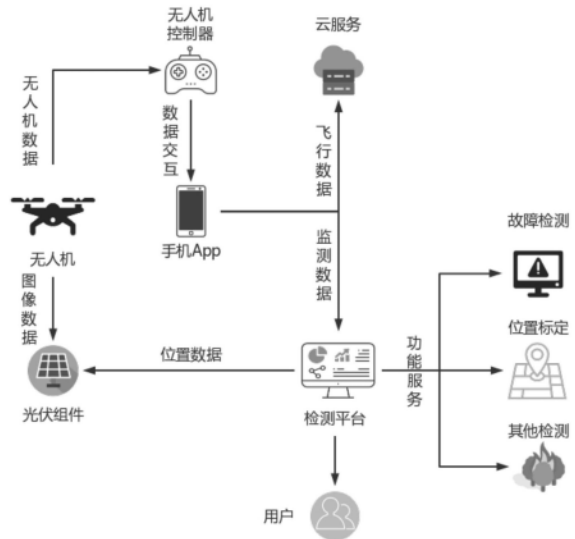 无人机
控制器
云服务
无人机数据
数据交互
飞行数据
手机App
无人机
监测数据
故障检测
图像数据
位置数据
功能服务
位置标定
光伏组件
检测平台
其他检测
用户